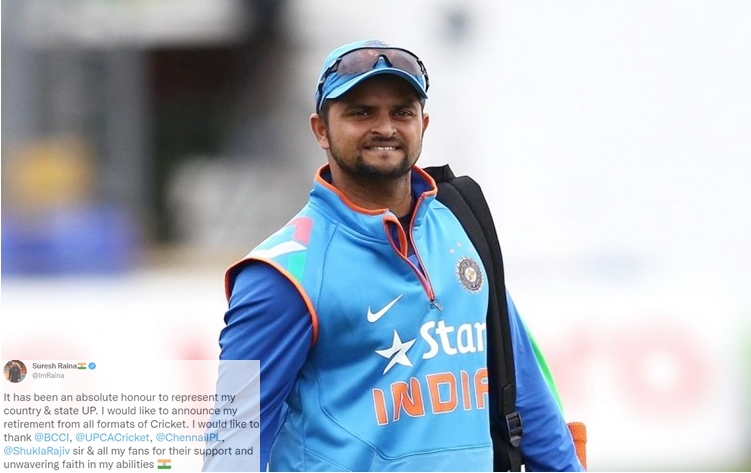 Star
INDIA
Suresh Raina🇮🇳
@ImRaina
It has been an absolute honour to represent my
country & state UP. I would like to announce my
retirement from all formats of Cricket. I would like to
thank @BCCI, @UPCACricket, @ChennaiIPL,
@ShuklaRajiv sir & all my fans for their support and
unwavering faith in my abilities 🇮🇳